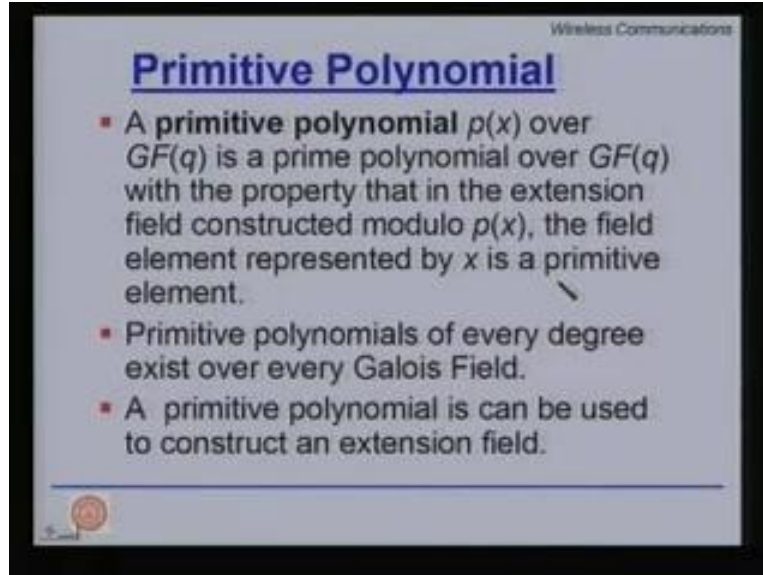 Wireless Communications
Primitive Polynomial
▪ A primitive polynomial p(x) over
GF(q) is a prime polynomial over GF(q)
with the property that in the extension
field constructed modulo p(x), the field
element represented by x is a primitive
element.
▪ Primitive polynomials of every degree
exist over every Galois Field.
▪ A primitive polynomial is can be used
to construct an extension field.